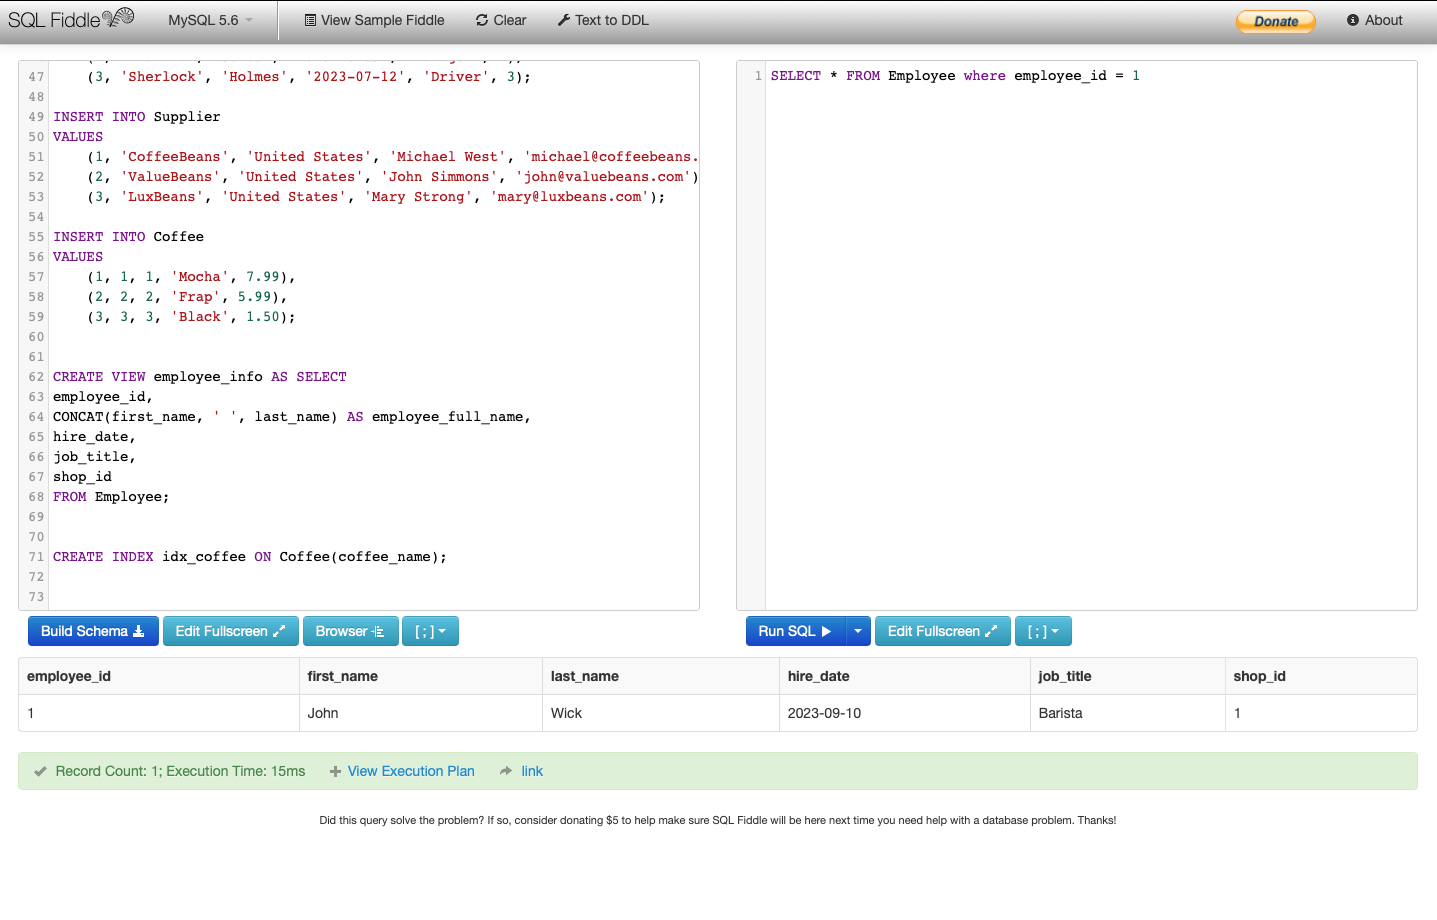 SQL Fiddle
MySQL 5.6
View Sample Fiddle
Clear
Text to DDL
Donate
About
47 (3, 'Sherlock', 'Holmes', '2023-07-12', 'Driver', 3);
48
49 INSERT INTO Supplier
50 VALUES
51 (1, 'CoffeeBeans', 'United States', 'Michael West', 'michael@coffeebeans.
52 (2, 'ValueBeans', 'United States', 'John Simmons', 'john@valuebeans.com')
53 (3, 'LuxBeans', 'United States', 'Mary Strong', 'mary@luxbeans.com');
54
55 INSERT INTO Coffee
56 VALUES
57 (1, 1, 1, 'Mocha', 7.99),
58 (2, 2, 2, 'Frap', 5.99),
59 (3, 3, 3, 'Black', 1.50);
60
61
62 CREATE VIEW employee_info AS SELECT
63 employee_id,
64 CONCAT(first_name, ' ', last_name) AS employee_full_name,
65 hire_date,
66 job_title,
67 shop_id
68 FROM Employee;
69
70
71 CREATE INDEX idx_coffee ON Coffee(coffee_name);
72
73
1 SELECT * FROM Employee where employee_id = 1
Build Schema
Edit Fullscreen
Browser
[ ; ]
Run SQL
Edit Fullscreen
[ ; ]
employee_id first_name last_name hire_date job_title shop_id
1 John Wick 2023-09-10 Barista 1
Record Count: 1; Execution Time: 15ms
View Execution Plan
link
Did this query solve the problem? If so, consider donating $5 to help make sure SQL Fiddle will be here next time you need help with a database problem. Thanks!